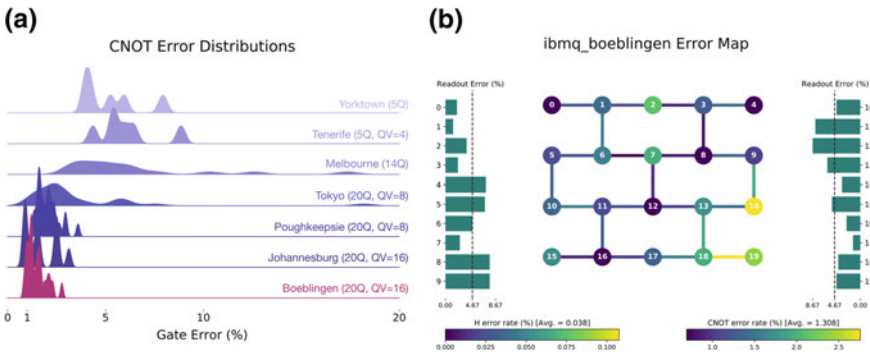 (a)
CNOT Error Distributions
Yorktown (5Q)
Tenerife (5Q, QV=4)
Melbourne (14Q)
Tokyo (20Q, QV=8)
Poughkeepsie (20Q, QV=8)
Johannesburg (20Q, QV=16)
Boeblingen (20Q, QV=16)
0 1 5 10 15 20
Gate Error (%)
(b)
ibmq_boeblingen Error Map
Readout Error (%)
0
1
2
3
4
5
6
7
8
9
0.00 4.67 8.67
0 1 2 3 4
5 6 7 8 9
10 11 12 13 14
15 16 17 18 19
Readout Error (%)
8.67 4.67 0.00
H error rate (%) [Avg. = 0.038]
0.000 0.025 0.050 0.075 0.100
CNOT error rate (%) [Avg. = 1.308]
1.0 1.5 2.0 2.5